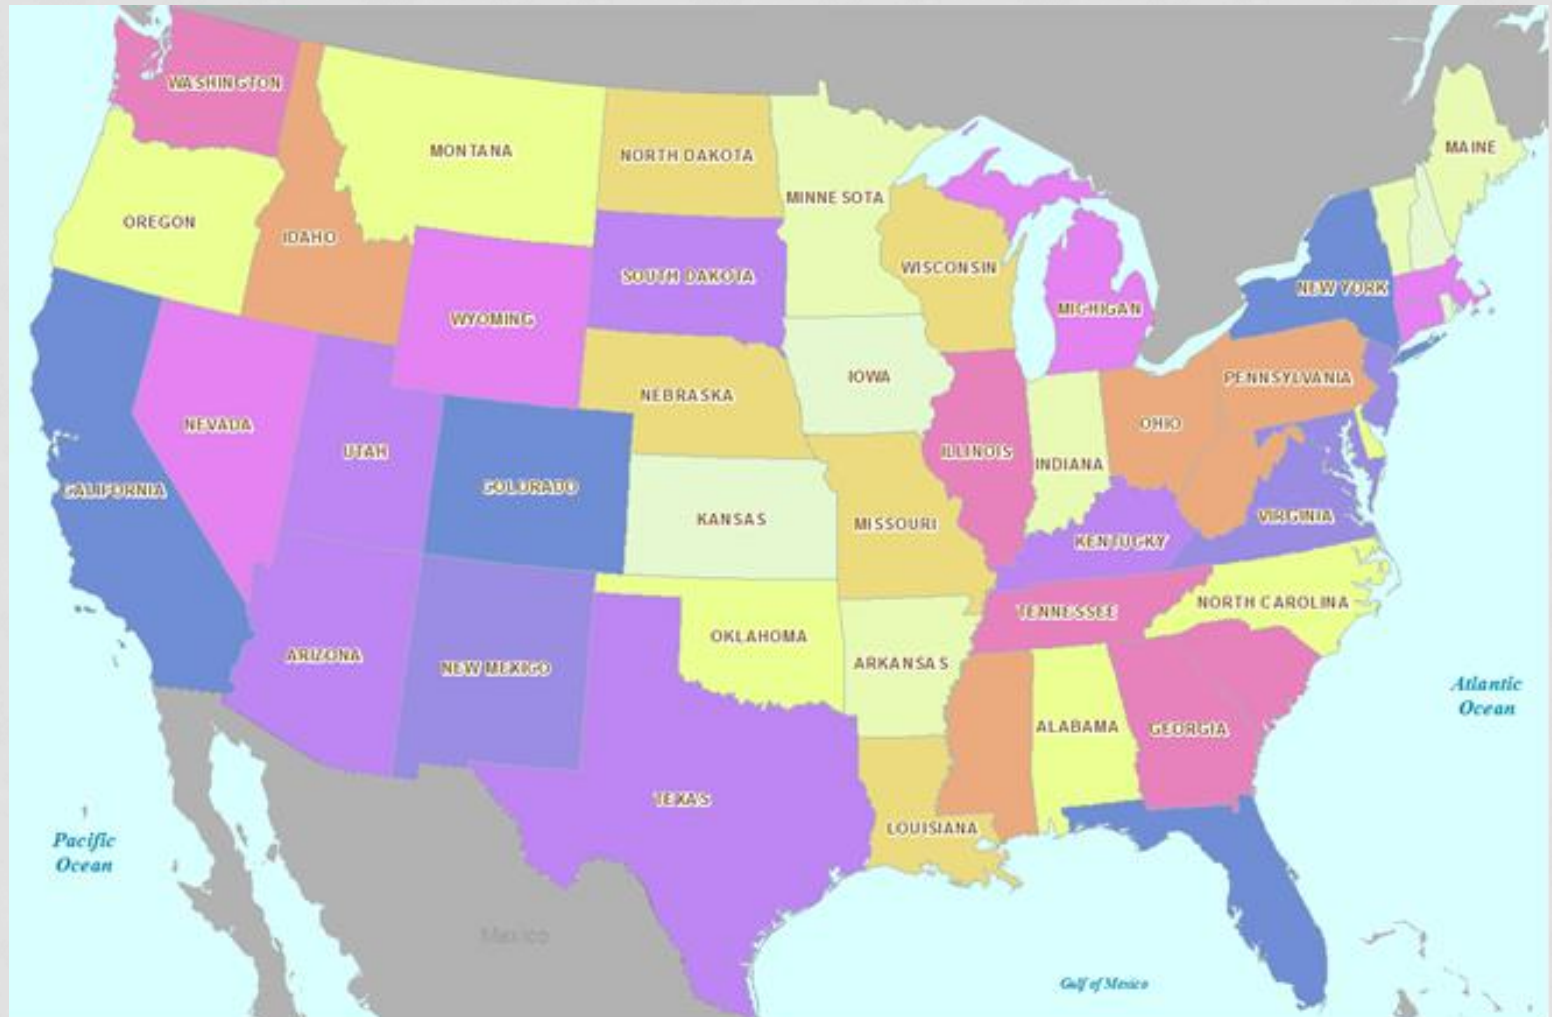 WASHINGTON
MONTANA
NORTH DAKOTA
MINNESOTA
MAINE
OREGON
IDAHO
WISCONSIN
SOUTH DAKOTA
NEW YORK
WYOMING
MICHIGAN
IOWA
PENNSYLVANIA
NEBRASKA
NEVADA
UTAH
OHIO
ILLINOIS
INDIANA
COLORADO
CALIFORNIA
KANSAS
MISSOURI
VIRGINIA
KENTUCKY
NORTH CAROLINA
TENNESSEE
OKLAHOMA
ARKANSAS
ARIZONA
NEW MEXICO
Atlantic
Ocean
ALABAMA
GEORGIA
TEXAS
LOUISIANA
Pacific
Ocean
Mexico
Gulf of Mexico